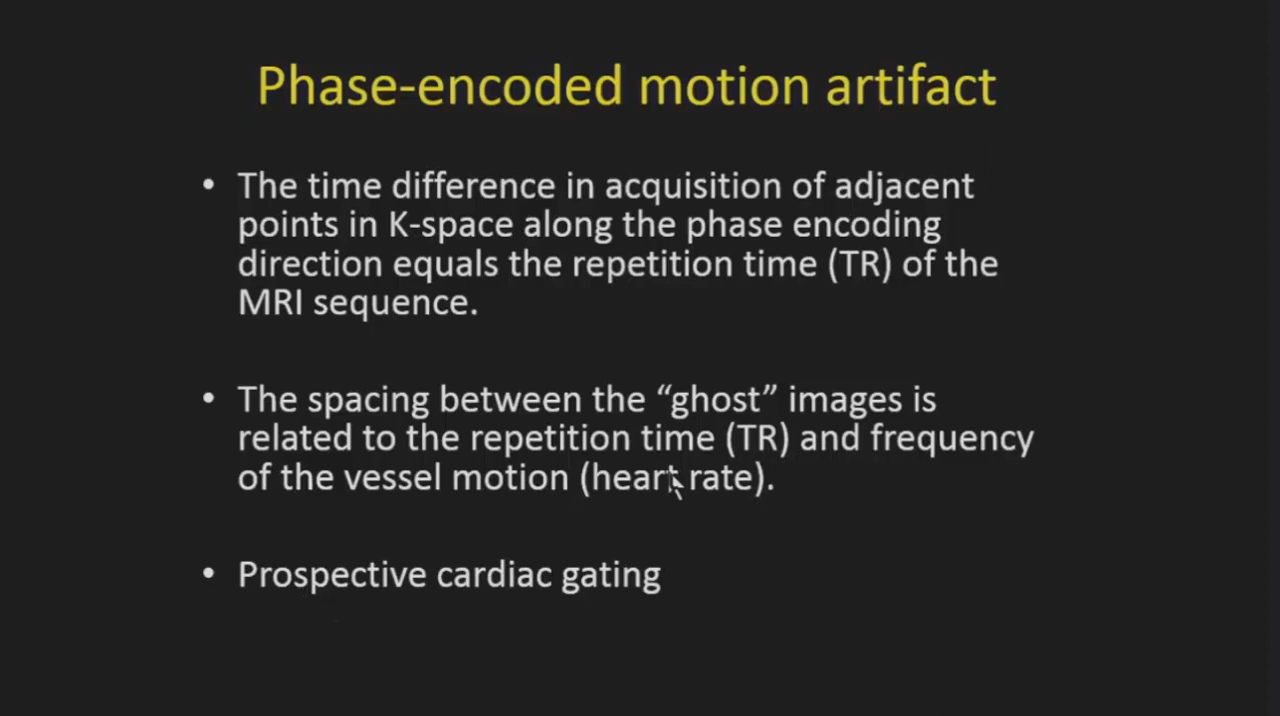 Phase-encoded motion artifact
• The time difference in acquisition of adjacent
points in K-space along the phase encoding
direction equals the repetition time (TR) of the
MRI sequence.
• The spacing between the “ghost” images is
related to the repetition time (TR) and frequency
of the vessel motion (heart rate).
• Prospective cardiac gating